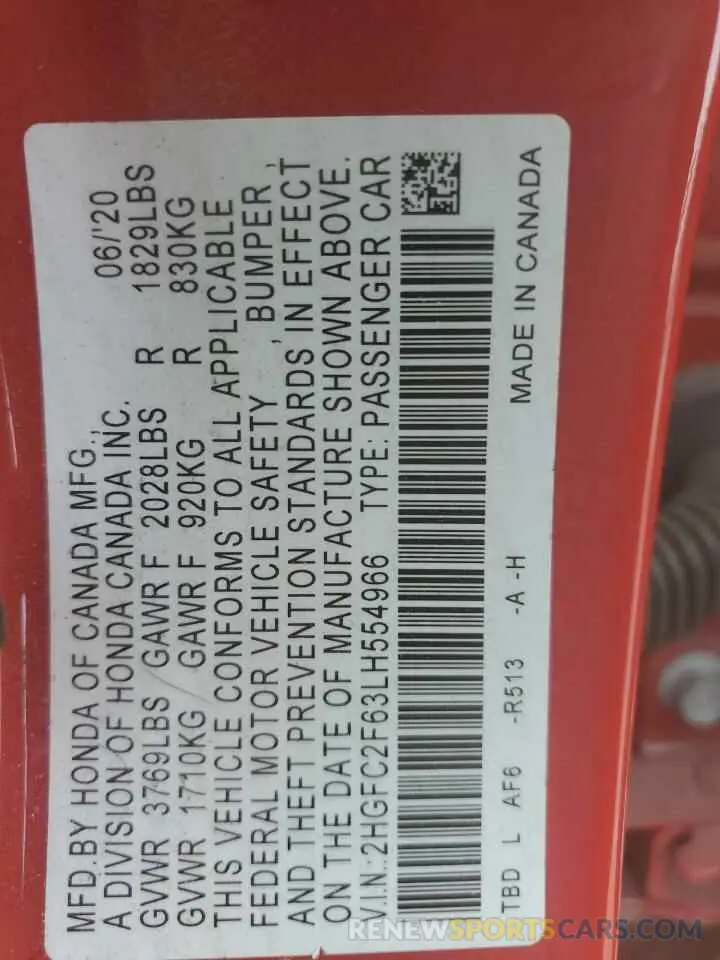 MFD.BY HONDA OF CANADA MFG.,
A DIVISION OF HONDA CANADA INC. 06/'20
GVWR 3769LBS GAWR F 2028LBS R 1829LBS
GVWR 1710KG GAWR F 920KG R 830KG
THIS VEHICLE CONFORMS TO ALL APPLICABLE
FEDERAL MOTOR VEHICLE SAFETY , BUMPER ,
AND THEFT PREVENTION STANDARDS IN EFFECT
ON THE DATE OF MANUFACTURE SHOWN ABOVE.
V.I.N.:2HGFC2F63LH554966 TYPE: PASSENGER CAR
TBD L AF6 -R513 -A -H MADE IN CANADA
RENEWSPORTSCARS.COM